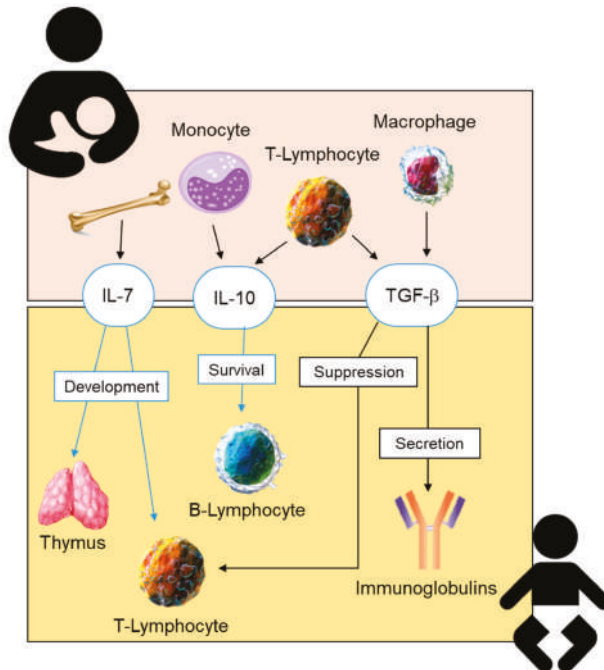 Monocyte
T-Lymphocyte
Macrophage
IL-7
IL-10
TGF-β
Development
Survival
Suppression
Secretion
Thymus
B-Lymphocyte
T-Lymphocyte
Immunoglobulins